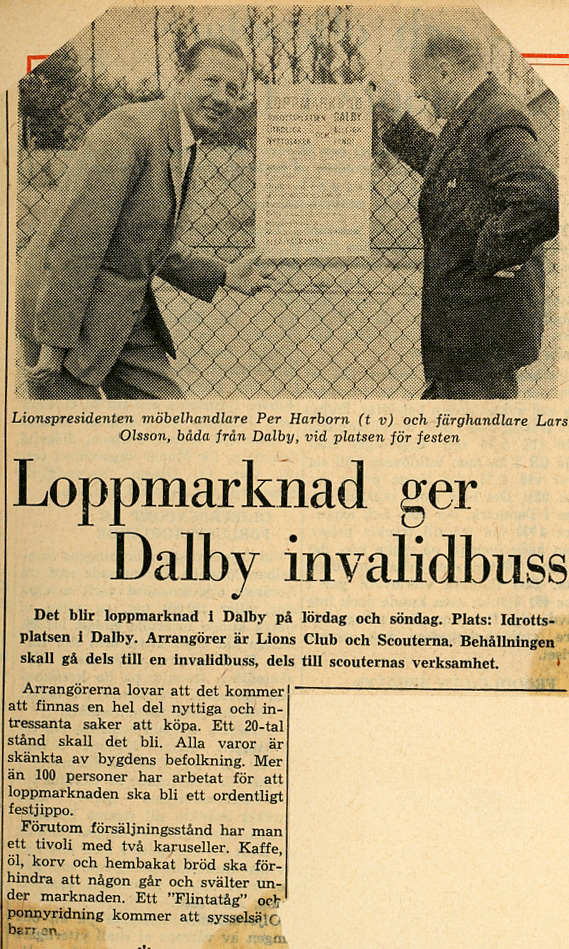 LOPPMARKNAD
IDROTTSPLATSEN DALBY
NYTTOSAKER
Lionspresidenten möbelhandlare Per Harborn (t v) och färghandlare Lars
Olsson, båda från Dalby, vid platsen för festen
Loppmarknad ger
Dalby invalidbuss
Det blir loppmarknad i Dalby på lördag och söndag. Plats: Idrotts-
platsen i Dalby. Arrangörer är Lions Club och Scouterna. Behållningen
skall gå dels till en invalidbuss, dels till scouternas verksamhet.
Arrangörerna lovar att det kommer
att finnas en hel del nyttiga och in-
tressanta saker att köpa. Ett 20-tal
stånd skall det bli. Alla varor är
skänkta av bygdens befolkning. Mer
än 100 personer har arbetat för att
loppmarknaden ska bli ett ordentligt
festjippo.
Förutom försäljningsstånd har man
ett tivoli med två karuseller. Kaffe,
öl, korv och hembakat bröd ska för-
hindra att någon går och svälter un-
der marknaden. Ett "Flintatåg" och
ponnyridning kommer att sysselsä
barnen.